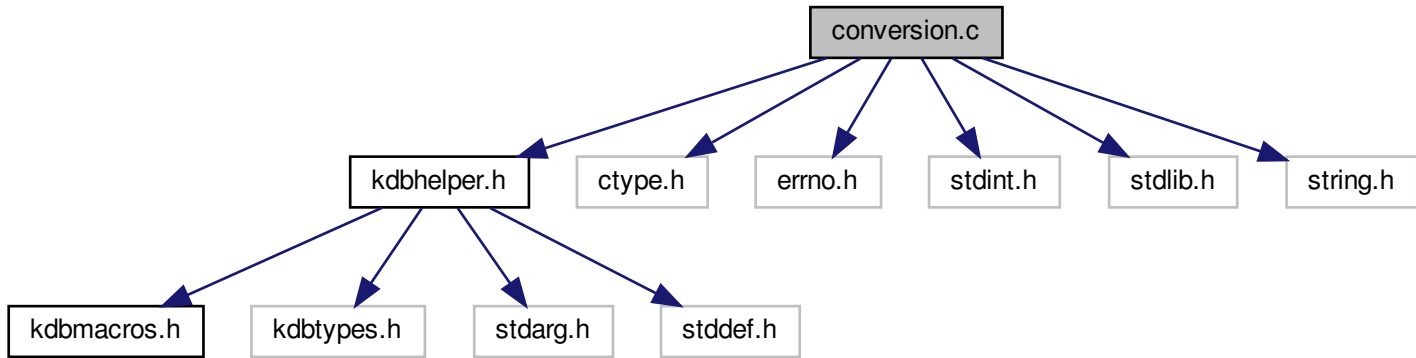 conversion.c
kdbhelper.h
ctype.h
errno.h
stdint.h
stdlib.h
string.h
kdbmacros.h
kdbtypes.h
stdarg.h
stddef.h